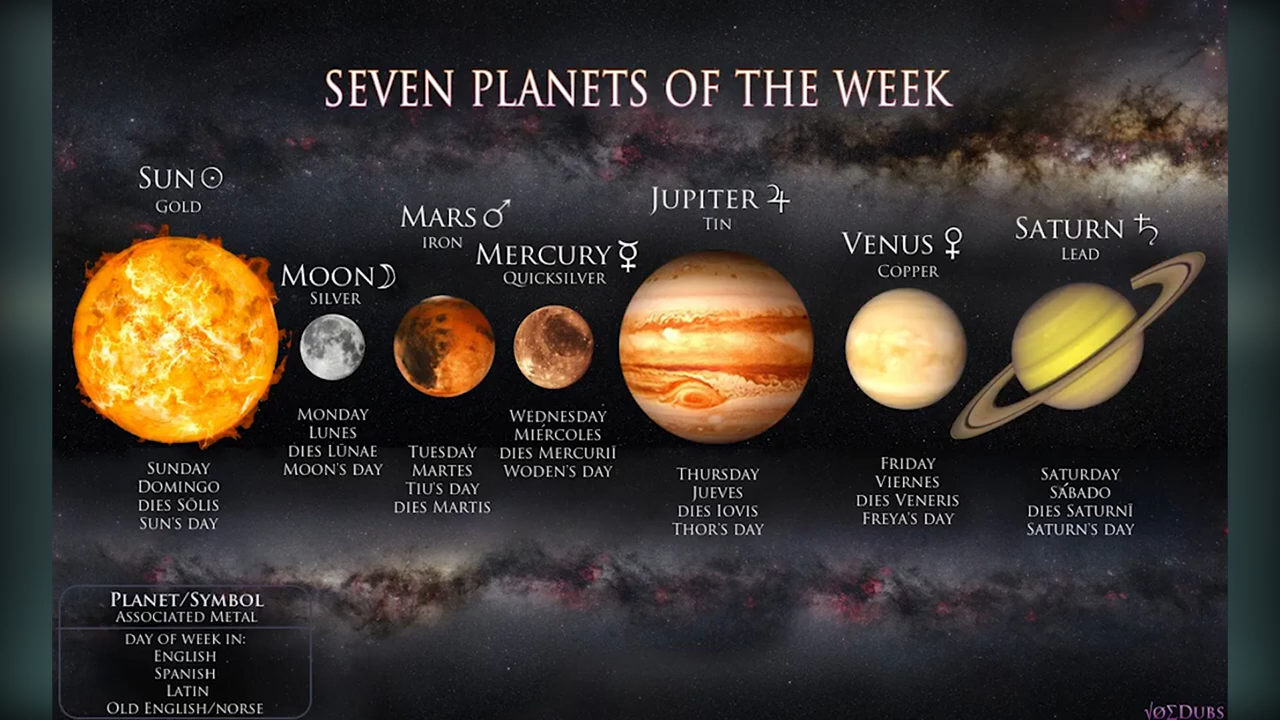 SEVEN PLANETS OF THE WEEK
SUN ☉
GOLD
SUNDAY
DOMINGO
DIES SŌLIS
SUN'S DAY
MOON ☽
SILVER
MONDAY
LUNES
DIES LŪNAE
MOON'S DAY
MARS ♂
IRON
TUESDAY
MARTES
TIU'S DAY
DIES MARTIS
MERCURY ☿
QUICKSILVER
WEDNESDAY
MIÉRCOLES
DIES MERCURIĪ
WODEN'S DAY
JUPITER ♃
TIN
THURSDAY
JUEVES
DIES IOVIS
THOR'S DAY
VENUS ♀
COPPER
FRIDAY
VIERNES
DIES VENERIS
FREYA'S DAY
SATURN ♄
LEAD
SATURDAY
SÁBADO
DIES SATURNĪ
SATURN'S DAY
PLANET/SYMBOL
ASSOCIATED METAL
DAY OF WEEK IN:
ENGLISH
SPANISH
LATIN
OLD ENGLISH/NORSE
√ØΣDUBS